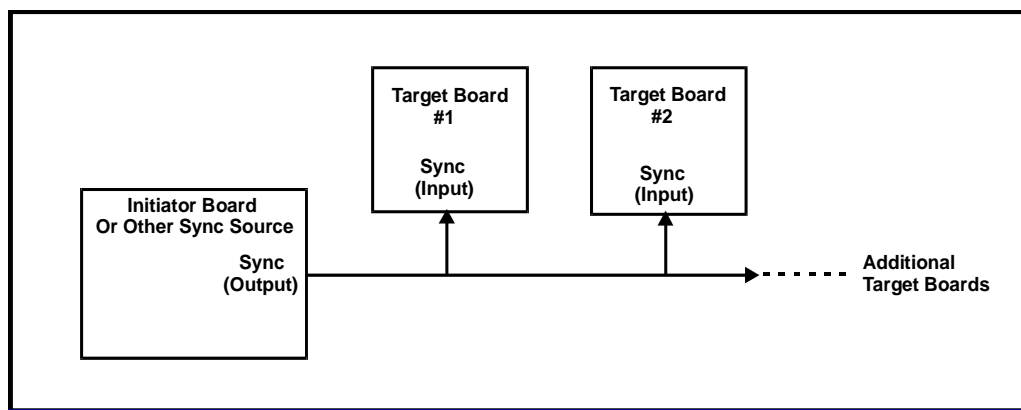 Target Board
#1
Sync
(Input)
Target Board
#2
Sync
(Input)
Initiator Board
Or Other Sync Source
Sync
(Output)
Additional
Target Boards